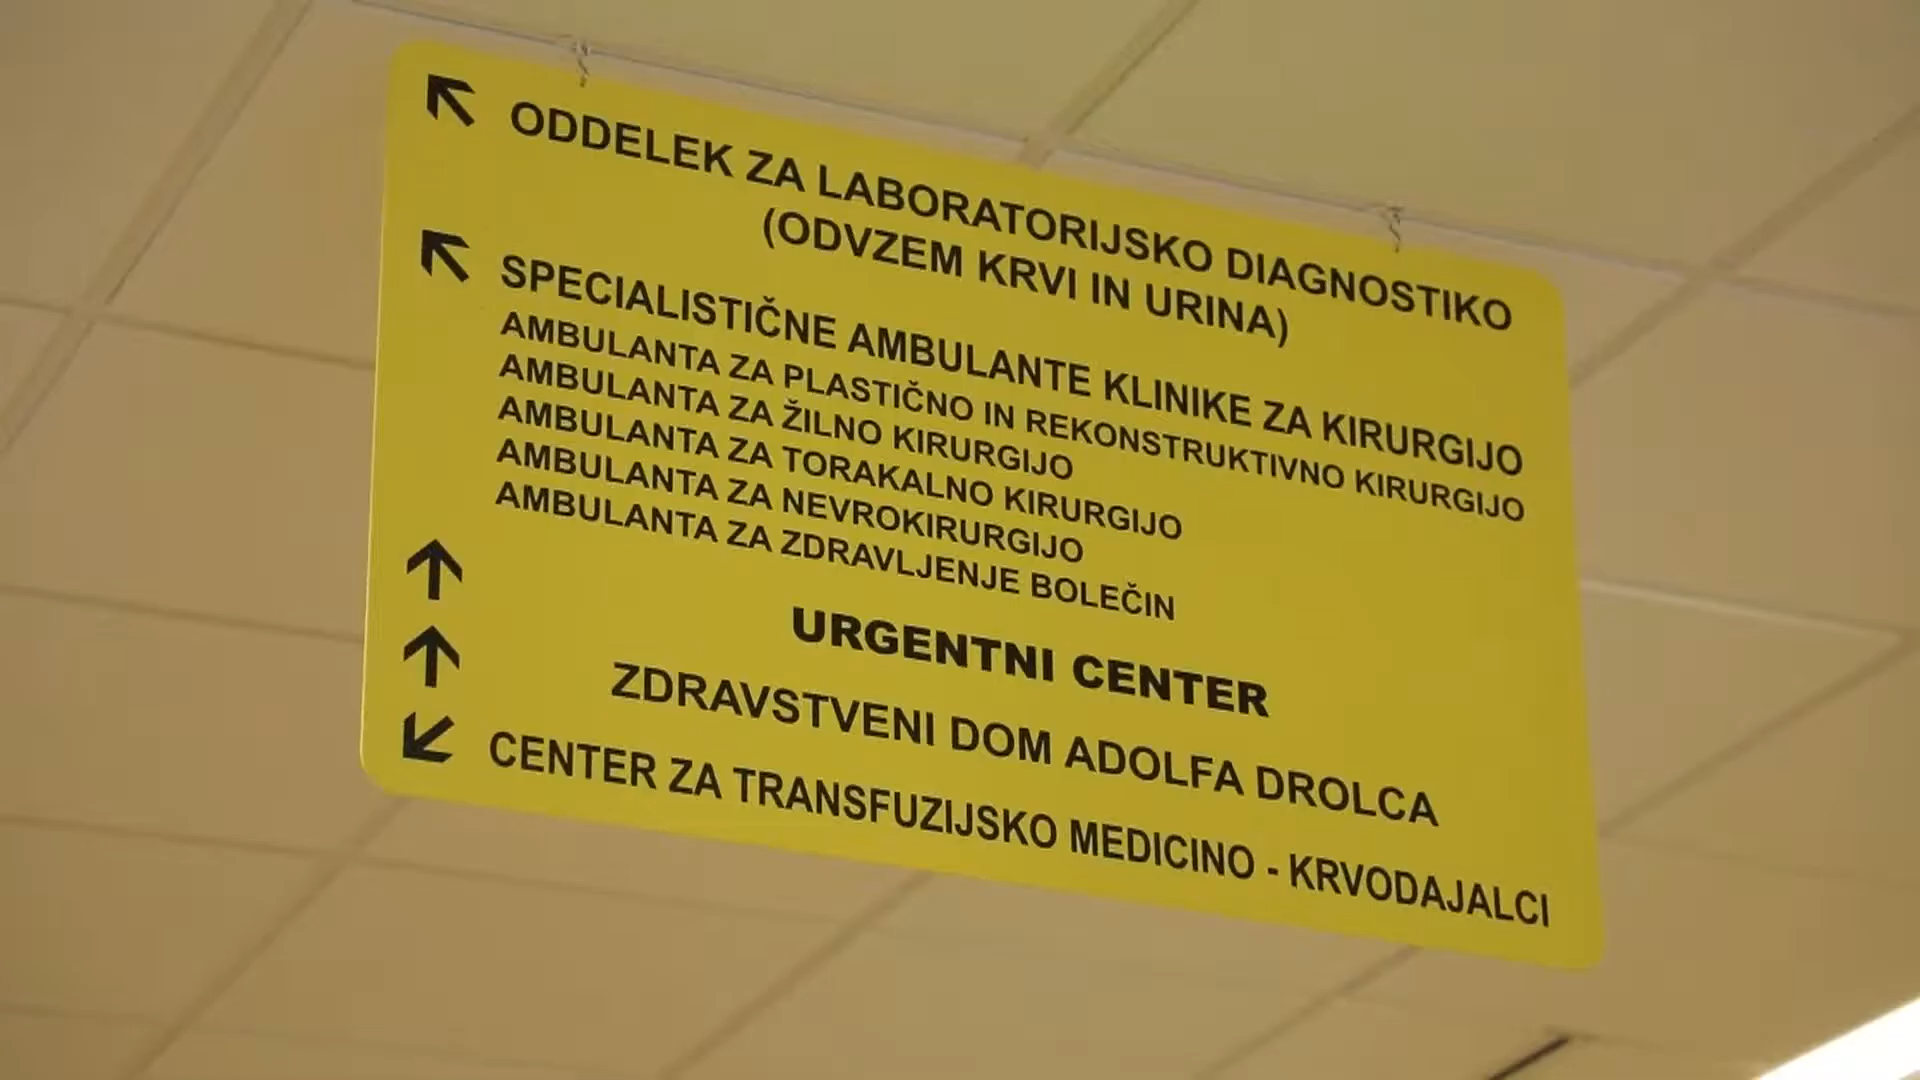 ODDELEK ZA LABORATORIJSKO DIAGNOSTIKO
(ODVZEM KRVI IN URINA)
SPECIALISTIČNE AMBULANTE KLINIKE ZA KIRURGIJO
AMBULANTA ZA PLASTIČNO IN REKONSTRUKTIVNO KIRURGIJO
AMBULANTA ZA ŽILNO KIRURGIJO
AMBULANTA ZA TORAKALNO KIRURGIJO
AMBULANTA ZA NEVROKIRURGIJO
AMBULANTA ZA ZDRAVLJENJE BOLEČIN
URGENTNI CENTER
ZDRAVSTVENI DOM ADOLFA DROLCA
CENTER ZA TRANSFUZIJSKO MEDICINO - KRVODAJALCI